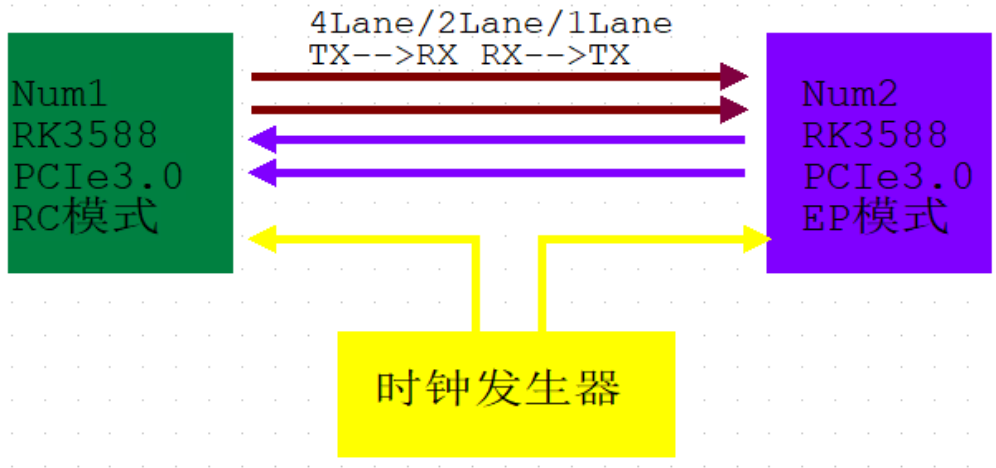 4Lane/2Lane/1Lane
TX-->RX RX-->TX
Num1
RK3588
PCIe3.0
RC模式
Num2
RK3588
PCIe3.0
EP模式
时钟发生器